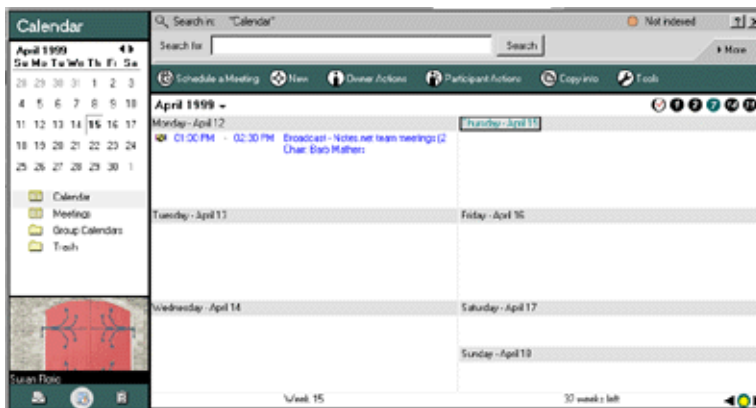 Calendar
April 1999
Su Mo Tu We Th Fr Sa
28 29 30 31 1 2 3
4 5 6 7 8 9 10
11 12 13 14 15 16 17
18 19 20 21 22 23 24
25 26 27 28 29 30 1
Calendar
Meetings
Group Calendars
Trash
Susan Florio
Search in: "Calendar"
Not indexed
?
Search for
Search
More
Schedule a Meeting
New
Owner Actions
Participant Actions
Copy into
Tools
April 1999
1 2 7
Monday - April 12
01:00 PM - 02:30 PM Broadcast - Notes.net team meetings (2
Chair: Barb Mathers
Tuesday - April 13
Wednesday - April 14
Thursday - April 15
Friday - April 16
Saturday - April 17
Sunday - April 18
Week 15
37 weeks left